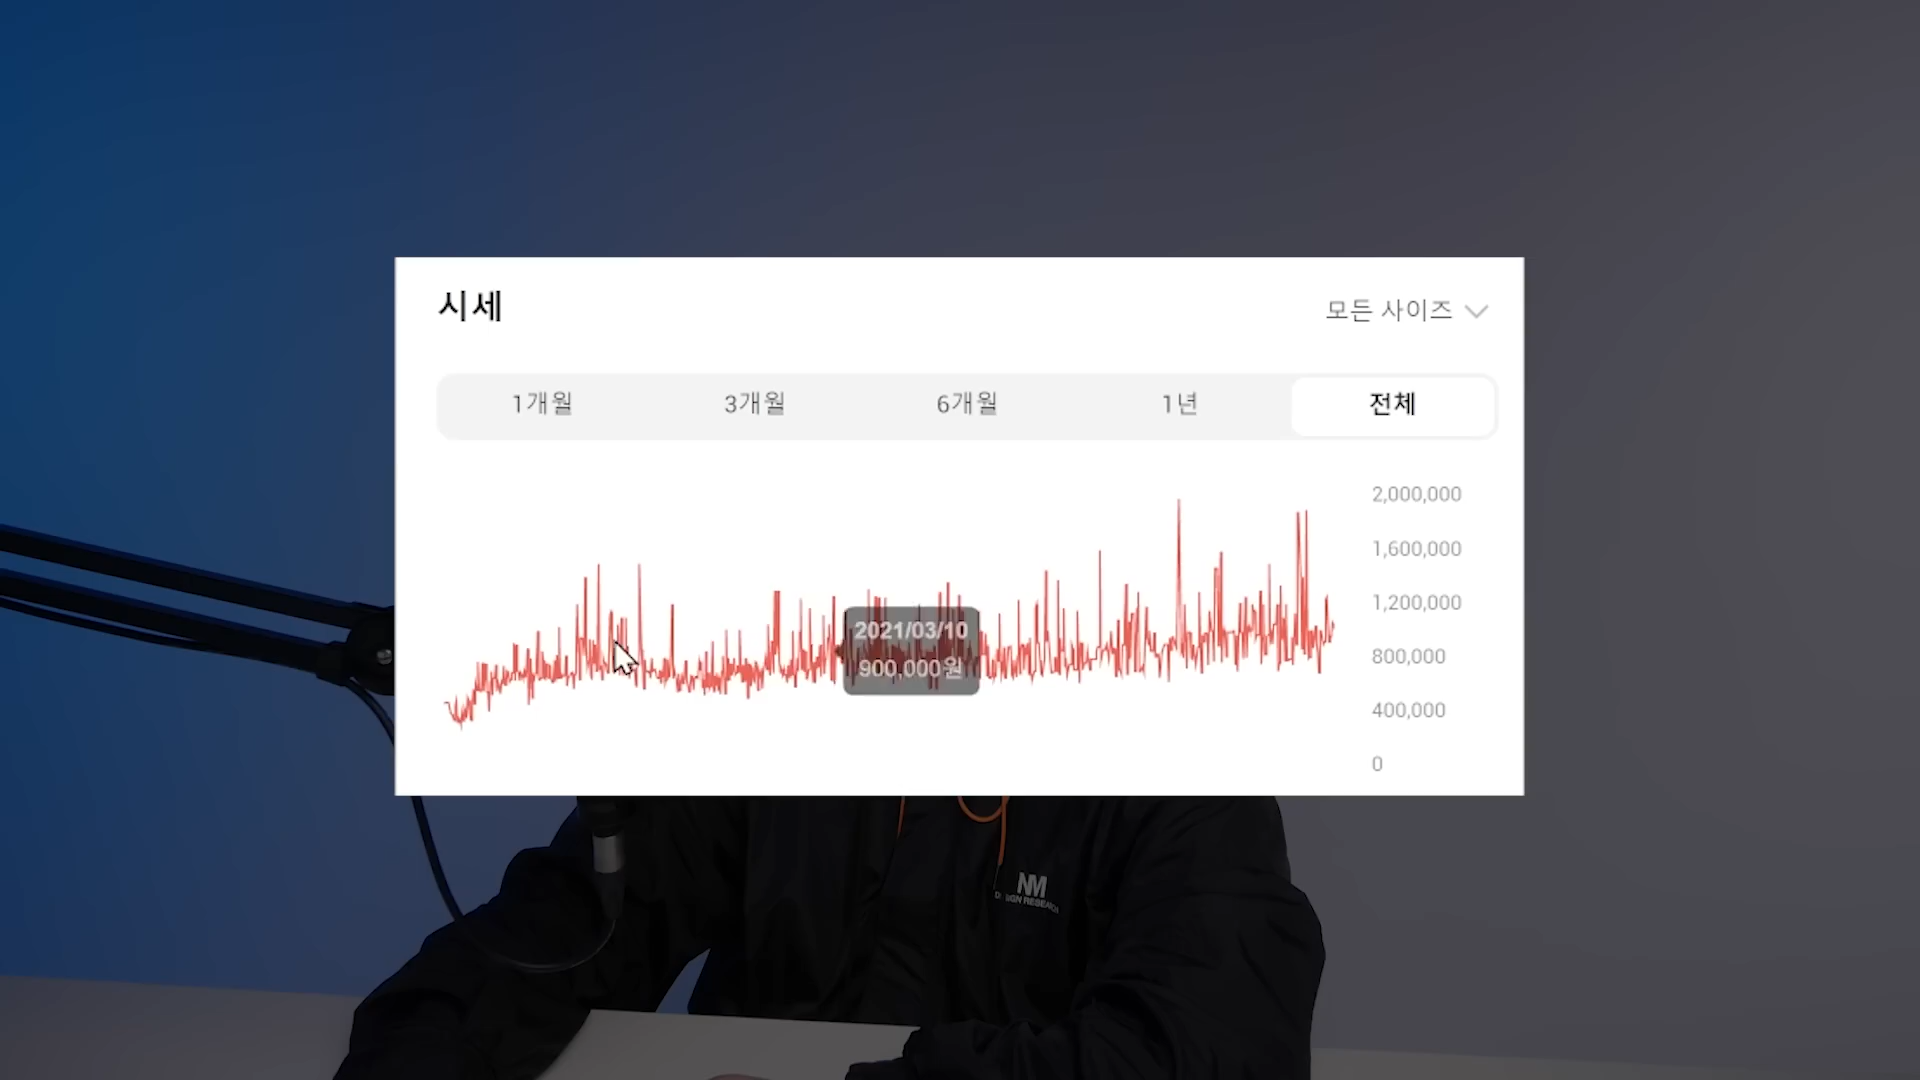 시세
모든 사이즈
1개월
3개월
6개월
1년
전체
2,000,000
1,600,000
1,200,000
800,000
400,000
0
2021/03/10
900,000원
NM
DESIGN RESEARCH